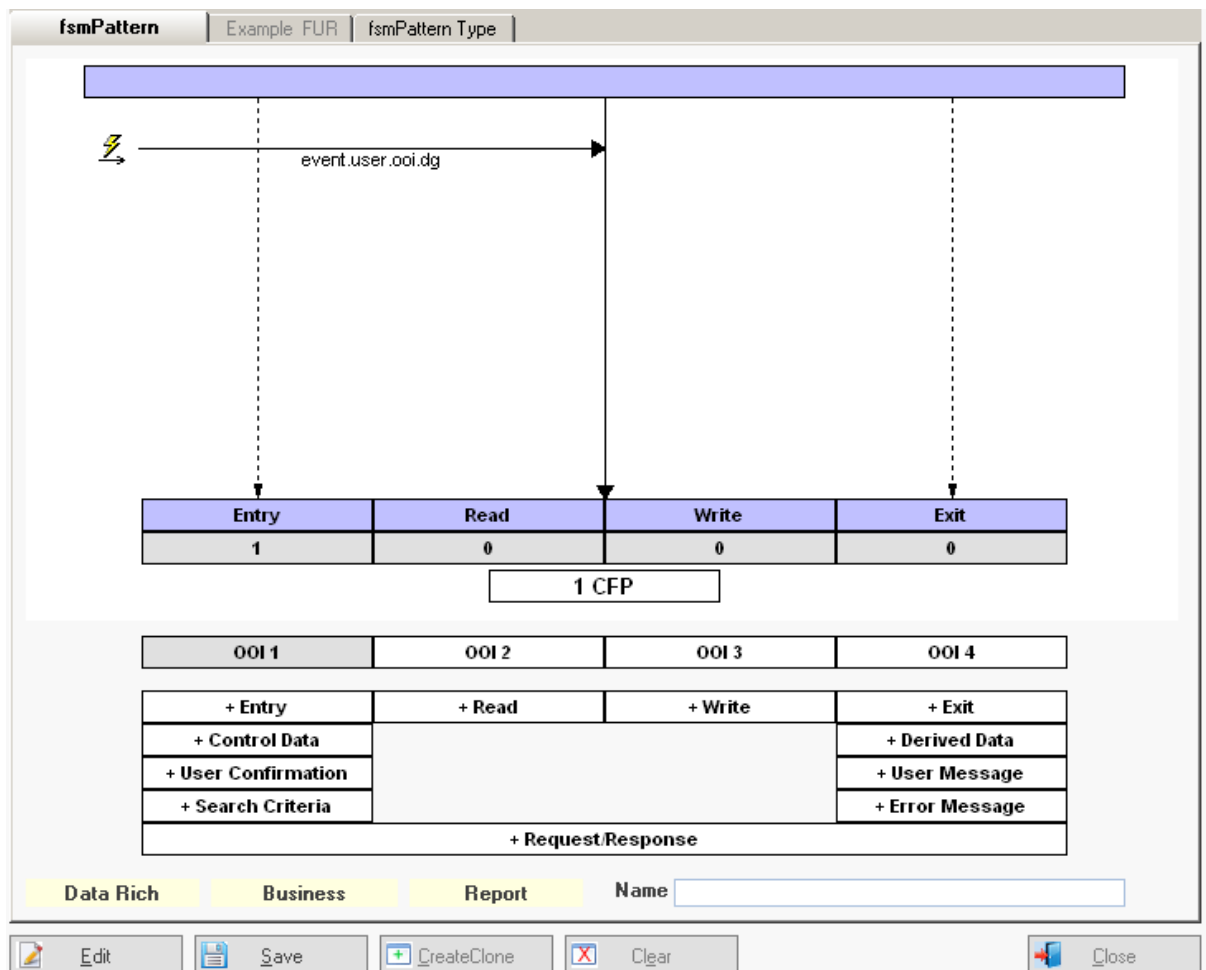 fsmPattern Example FUR fsmPattern Type
event.user.ooi.dg
Entry Read Write Exit
1 0 0 0
1 CFP
OOI 1 OOI 2 OOI 3 OOI 4
+ Entry + Read + Write + Exit
+ Control Data + Derived Data
+ User Confirmation + User Message
+ Search Criteria + Error Message
+ Request/Response
Data Rich Business Report Name
Edit Save CreateClone Clear Close